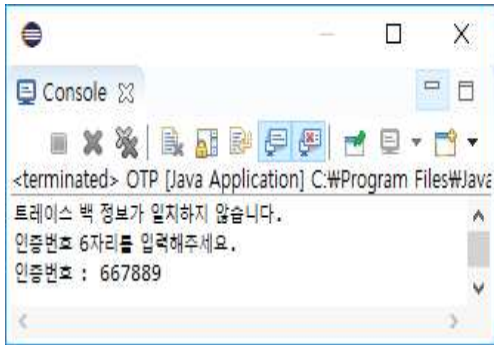 Console
<terminated> OTP [Java Application] C:₩Program Files₩Java
트레이스 백 정보가 일치하지 않습니다.
인증번호 6자리를 입력해주세요.
인증번호 : 667889